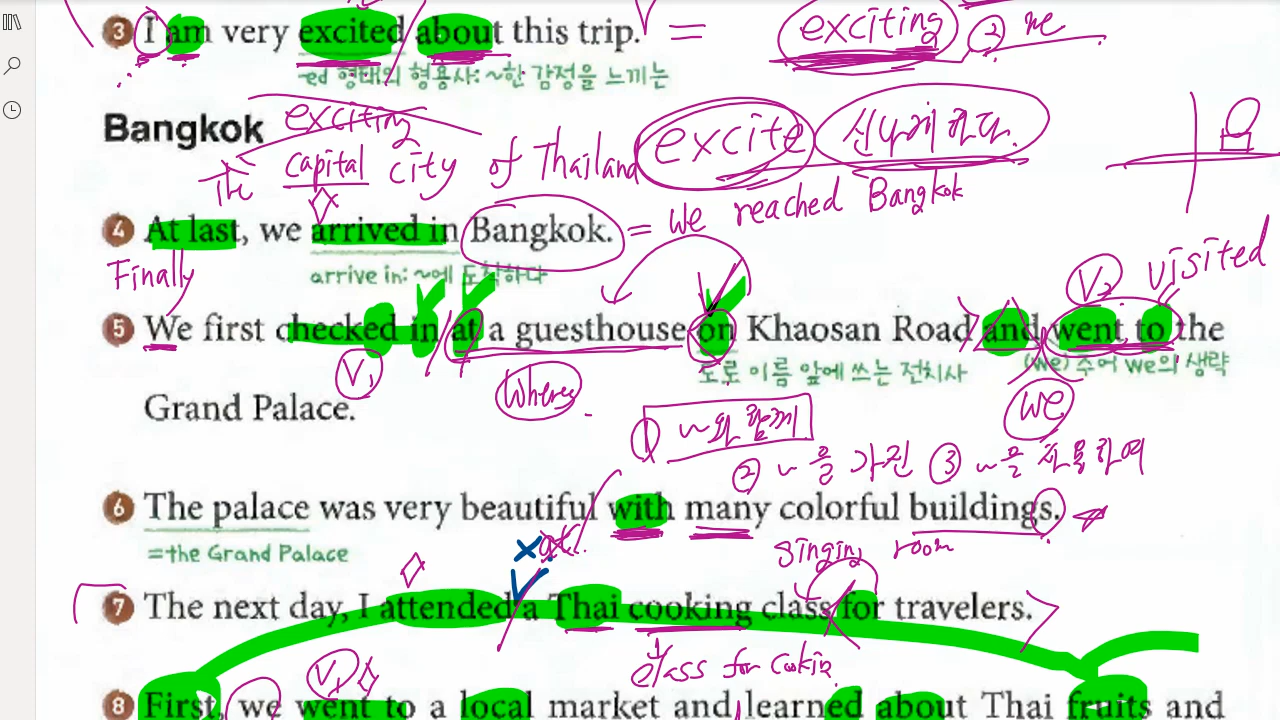 3 I am very excited about this trip. = exciting ② me
-ed 형태의 형용사: ~한 감정을 느끼는
Bangkok exciting
The capital city of Thailand excite 신나게 하다.
4 At last, we arrived in Bangkok. = We reached Bangkok
Finally arrive in: ~에 도착하다 visited
V₂
5 We first checked in at a guesthouse on Khaosan Road and went to the
V₁ where 도로 이름 앞에 쓰는 전치사 (we) 주어 we의 생략
Grand Palace. we
① ~와 함께
② ~을 가진 ③ ~을
6 The palace was very beautiful with many colorful buildings.
=the Grand Palace at singing room
7 The next day, I attended a Thai cooking class for travelers.
V₁ class for
8 First, we went to a local market and learned about Thai fruits and